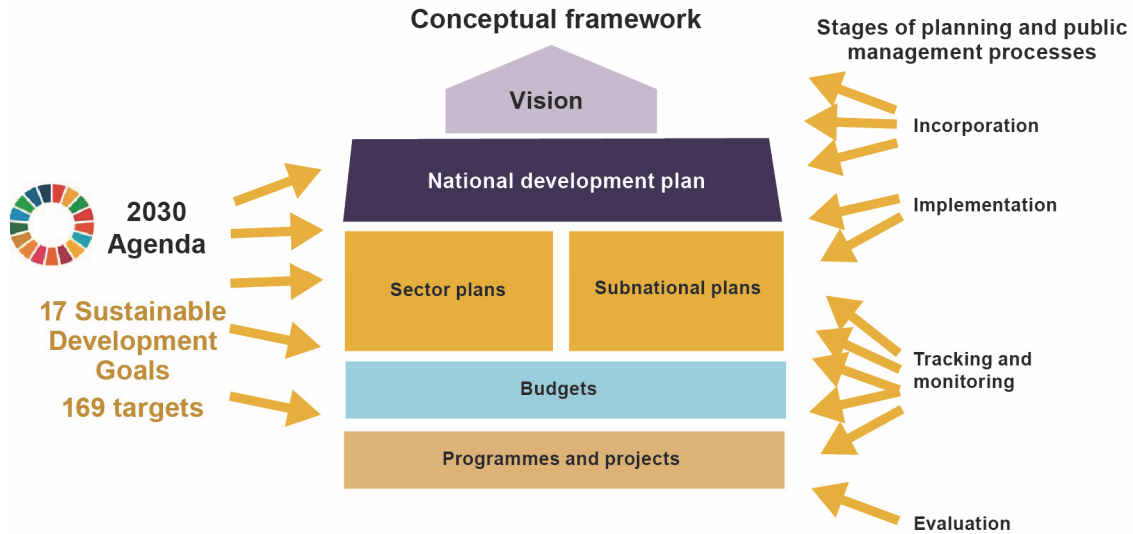 Conceptual framework
Stages of planning and public
management processes
Vision
Incorporation
National development plan
2030
Agenda
Implementation
Sector plans
Subnational plans
17 Sustainable
Development
Goals
169 targets
Tracking and
monitoring
Budgets
Programmes and projects
Evaluation